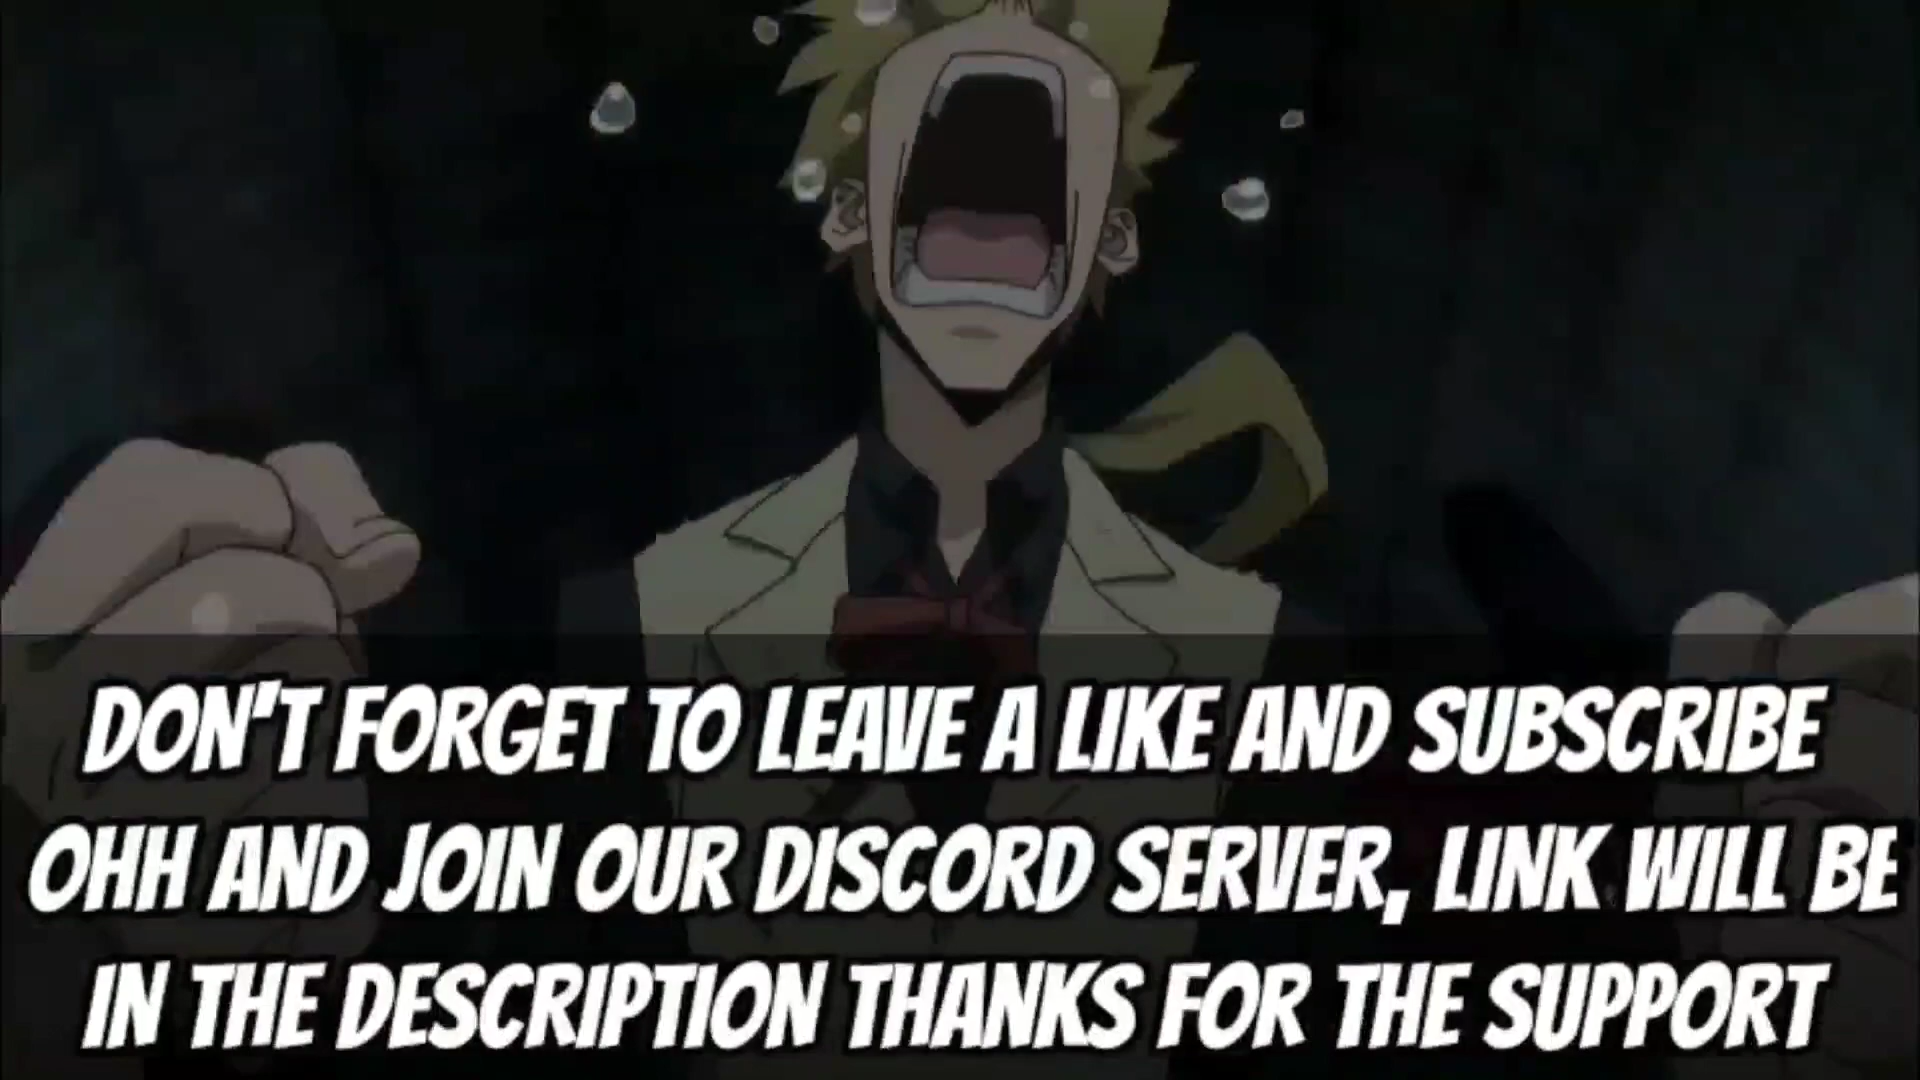 DON'T FORGET TO LEAVE A LIKE AND SUBSCRIBE
OHH AND JOIN OUR DISCORD SERVER, LINK WILL BE
IN THE DESCRIPTION THANKS FOR THE SUPPORT